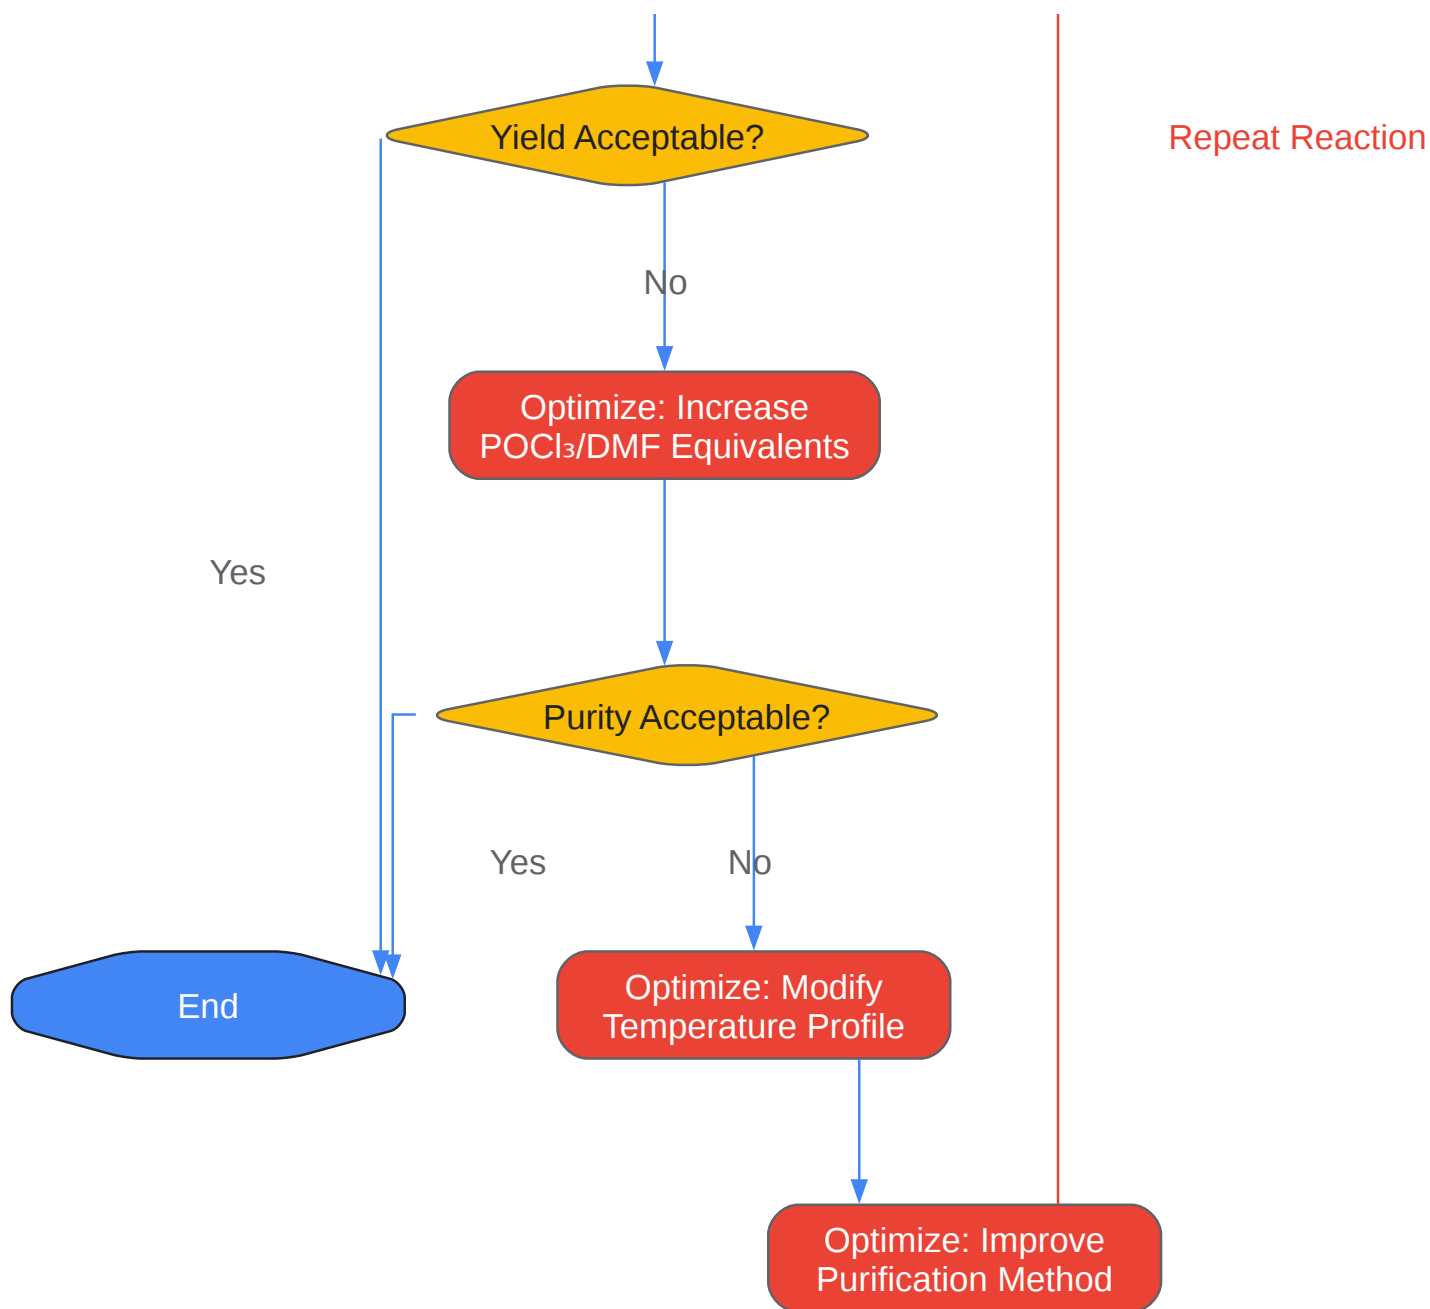 Yield Acceptable?
Repeat Reaction
No
Optimize: Increase
POCl₃/DMF Equivalents
Yes
Purity Acceptable?
Yes
No
End
Optimize: Modify
Temperature Profile
Optimize: Improve
Purification Method